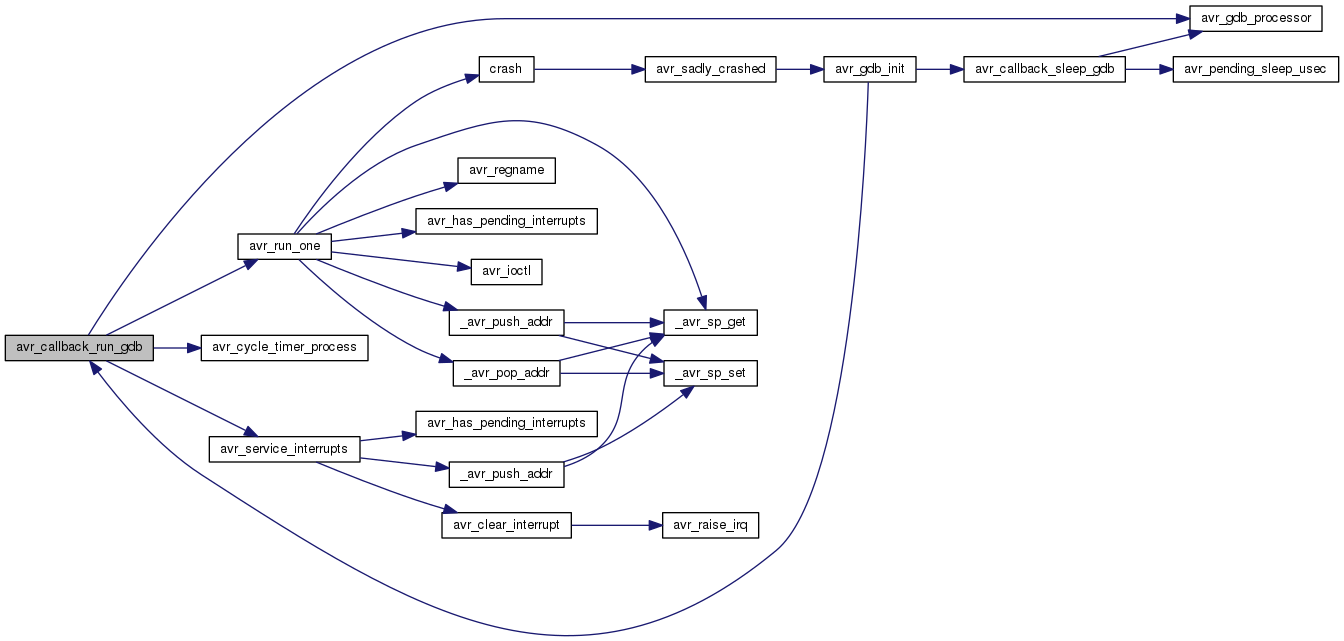 avr_gdb_processor
crash
avr_sadly_crashed
avr_gdb_init
avr_callback_sleep_gdb
avr_pending_sleep_usec
avr_regname
avr_has_pending_interrupts
avr_run_one
avr_ioctl
_avr_push_addr
_avr_sp_get
avr_callback_run_gdb
avr_cycle_timer_process
_avr_pop_addr
_avr_sp_set
avr_has_pending_interrupts
avr_service_interrupts
_avr_push_addr
avr_clear_interrupt
avr_raise_irq